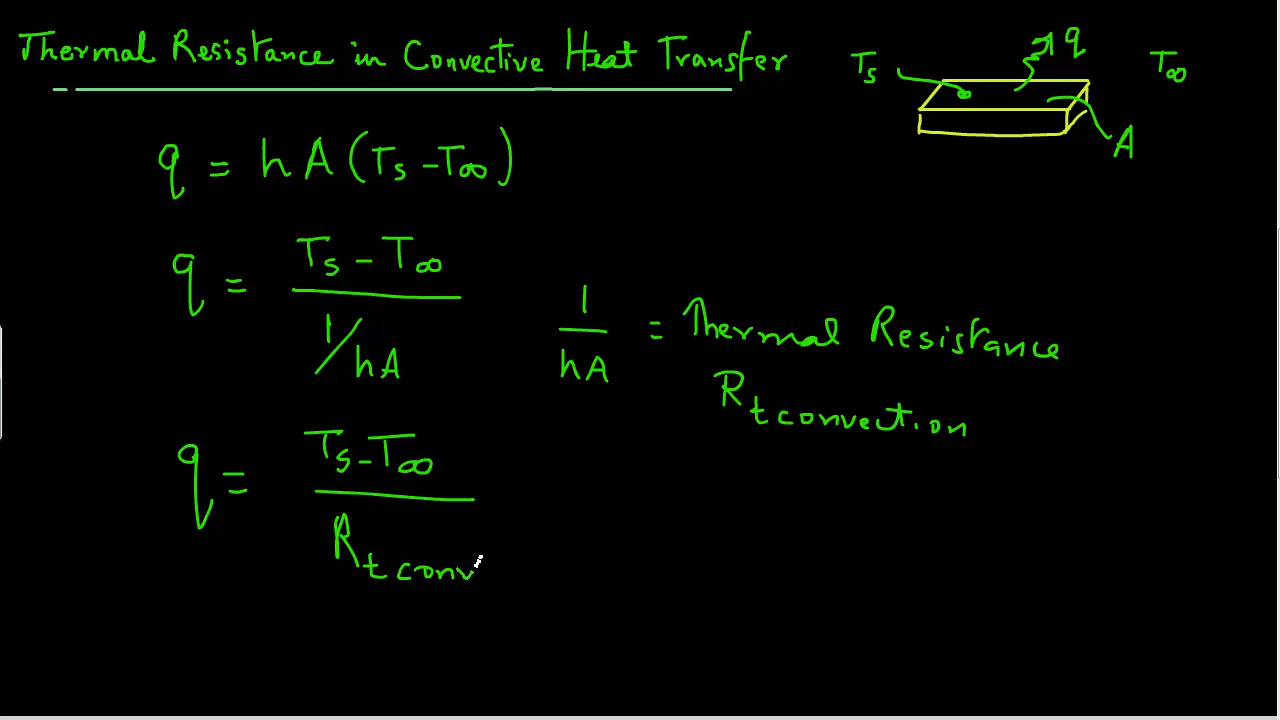 Thermal Resistance in Convective Heat Transfer
Ts
q
T∞
A
q = hA(Ts - T∞)
q = Ts - T∞
1/hA
1
hA
= Thermal Resistance
Rt convection
q = Ts - T∞
Rt conv